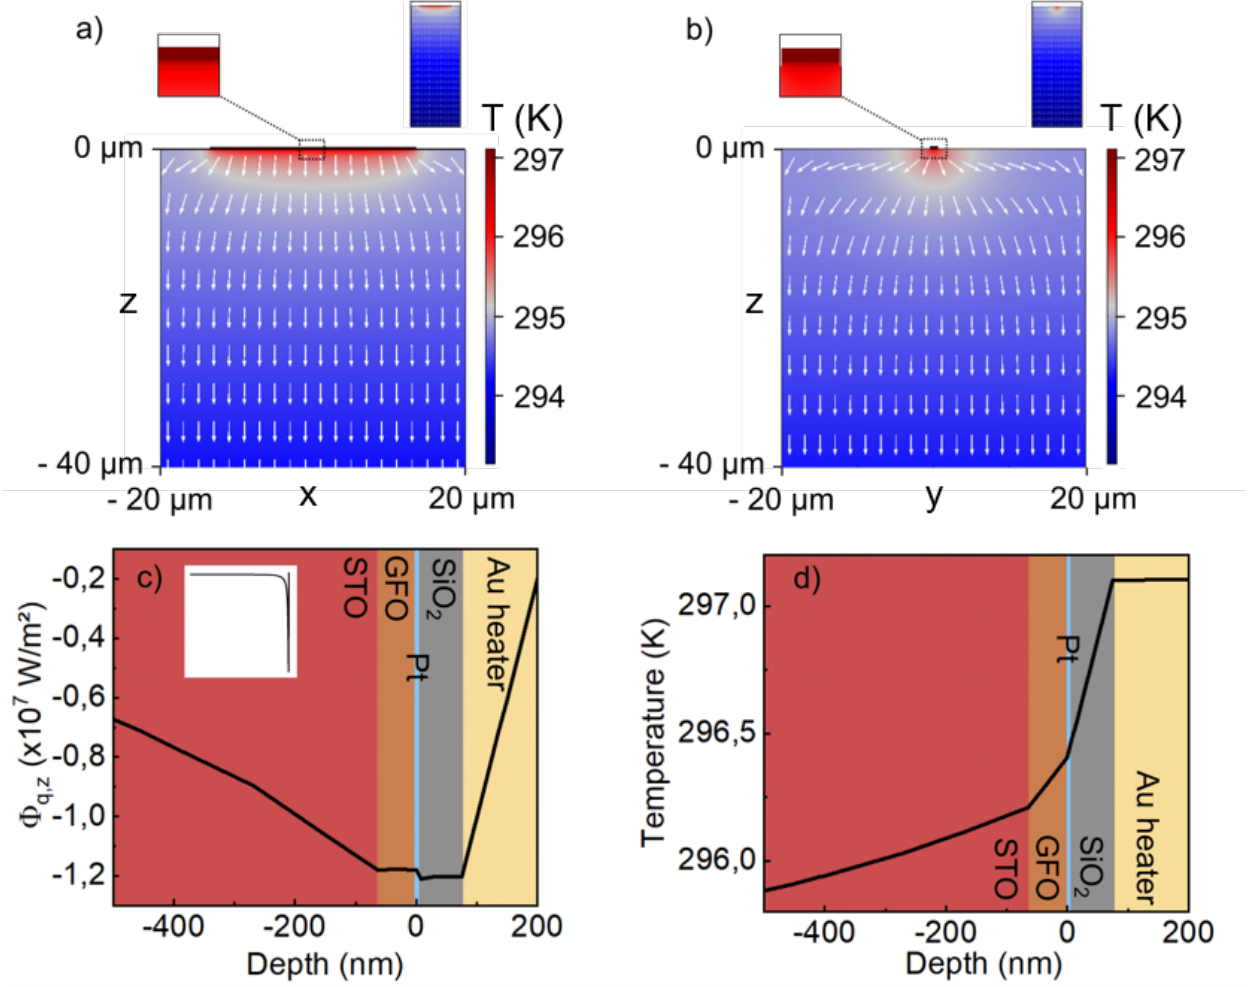 a)
T (K)
297
296
295
294
0 µm
z
- 40 µm
- 20 µm
x
20 µm
b)
T (K)
297
296
295
294
0 µm
z
- 40 µm
- 20 µm
y
20 µm
c)
STO
GFO
Pt
SiO2
Au heater
-0,2
-0,4
-0,6
-0,8
-1,0
-1,2
Φq,z (x10⁷ W/m²)
-400
-200
0
200
Depth (nm)
d)
Pt
STO
GFO
SiO2
Au heater
297,0
296,5
296,0
Temperature (K)
-400
-200
0
200
Depth (nm)